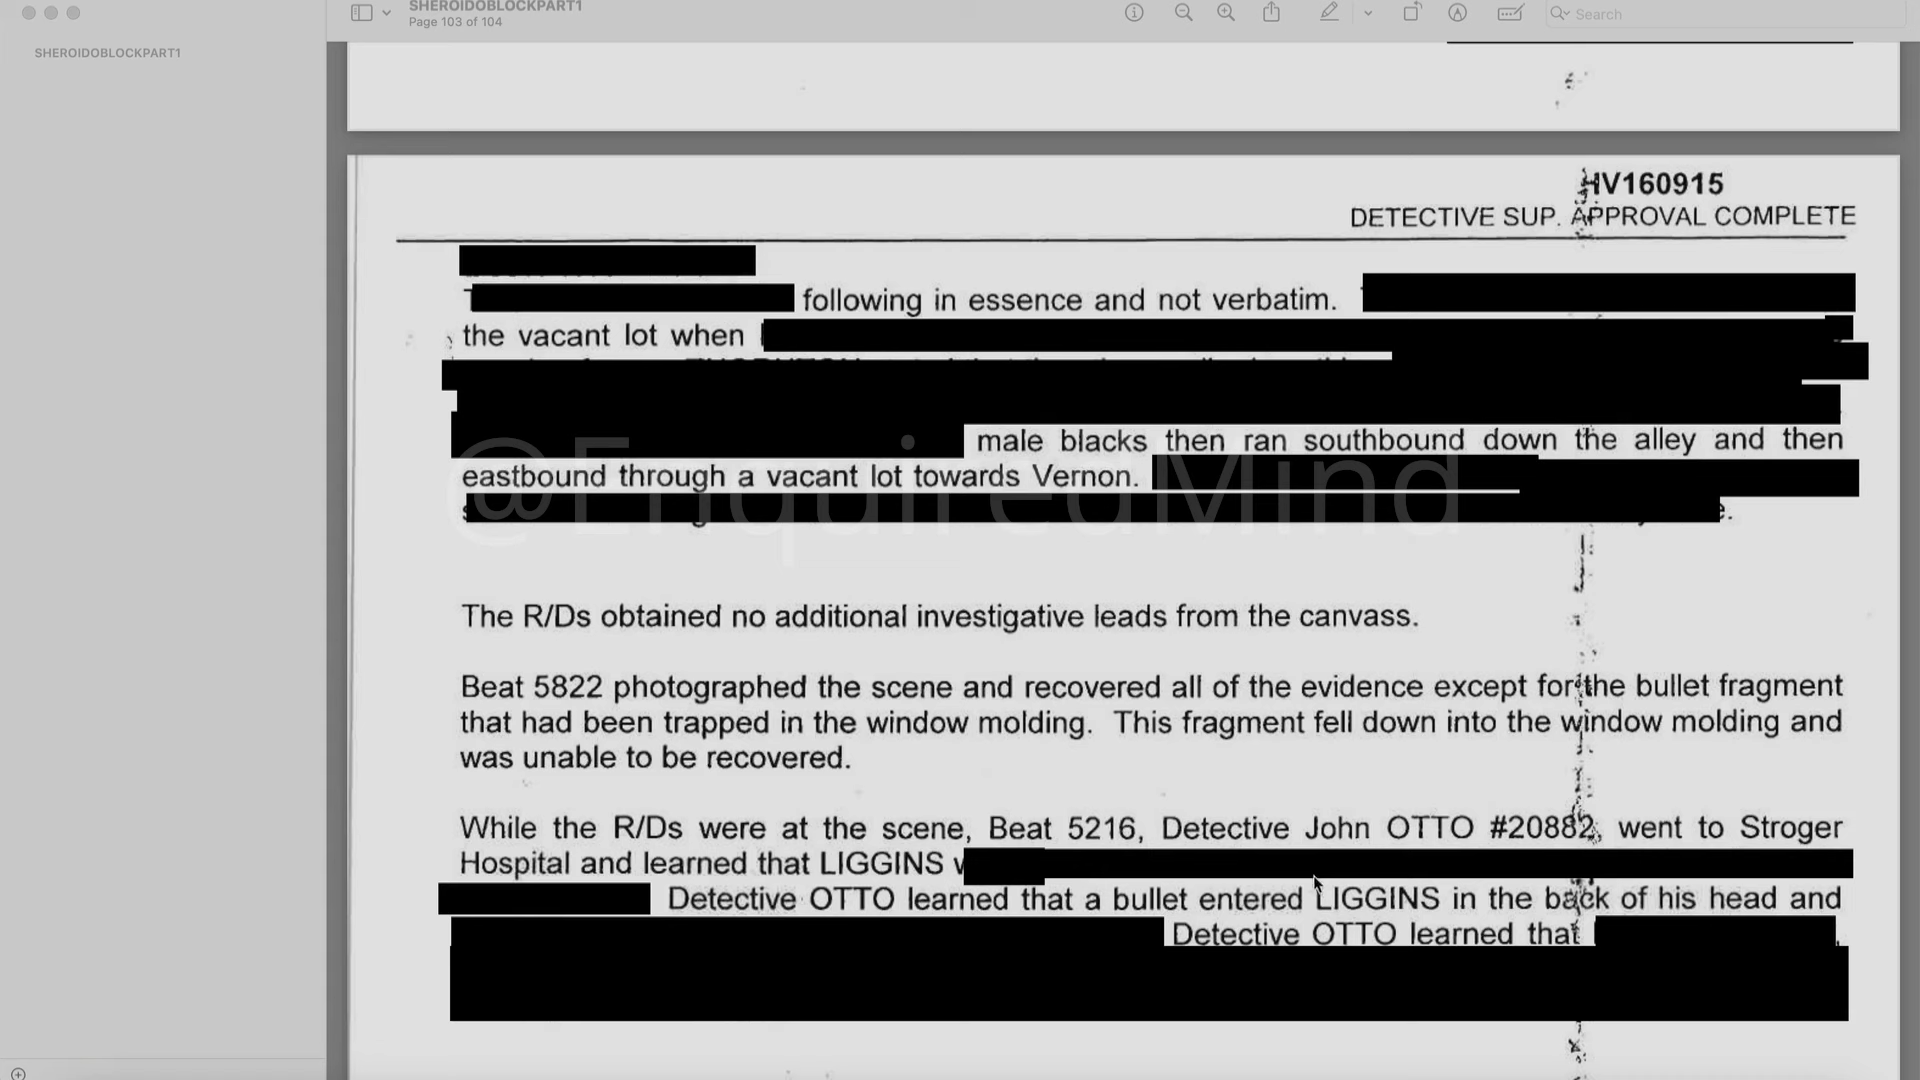 SHEROIDOBLOCKPART1
Page 103 of 104
Search
SHEROIDOBLOCKPART1
HV160915
DETECTIVE SUP. APPROVAL COMPLETE
following in essence and not verbatim.
the vacant lot when
male blacks then ran southbound down the alley and then
eastbound through a vacant lot towards Vernon.
@EnquiredMind
The R/Ds obtained no additional investigative leads from the canvass.
Beat 5822 photographed the scene and recovered all of the evidence except for the bullet fragment
that had been trapped in the window molding. This fragment fell down into the window molding and
was unable to be recovered.
While the R/Ds were at the scene, Beat 5216, Detective John OTTO #20882, went to Stroger
Hospital and learned that LIGGINS
Detective OTTO learned that a bullet entered LIGGINS in the back of his head and
Detective OTTO learned that